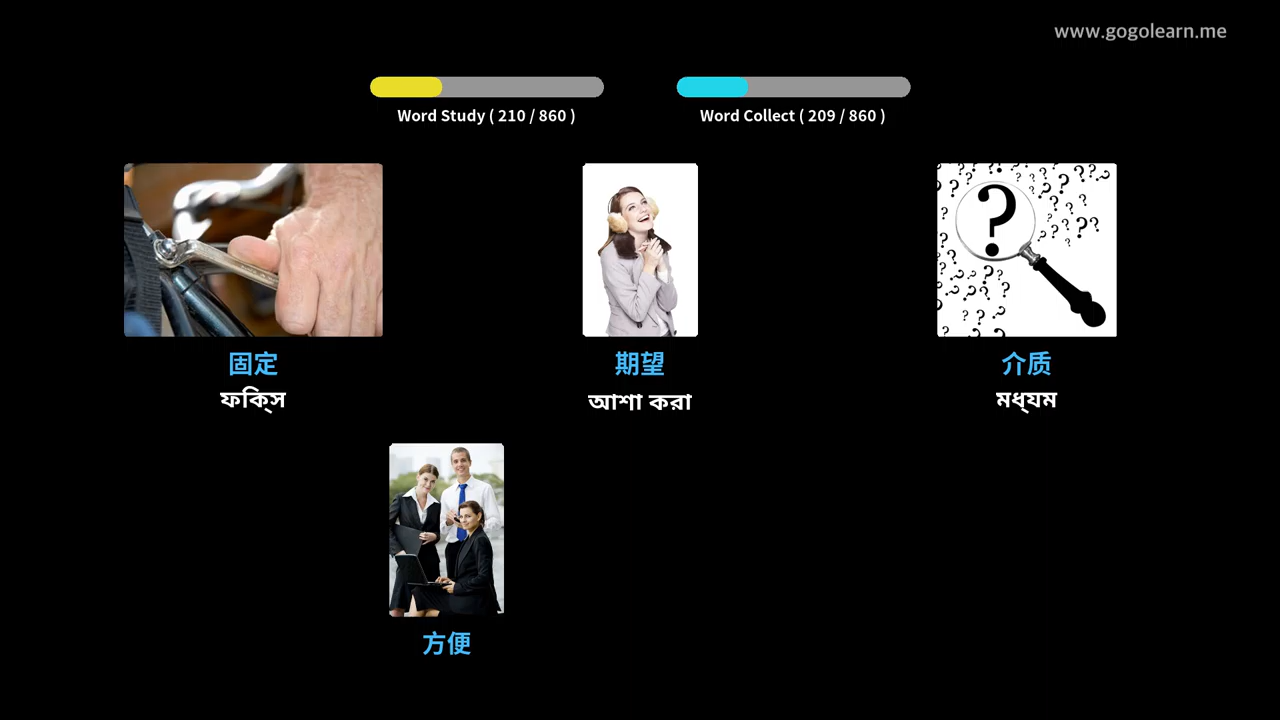 www.gogolearn.me
Word Study ( 210 / 860 )
Word Collect ( 209 / 860 )
固定
ফিক্স
期望
আশা করা
介质
মধ্যম
方便